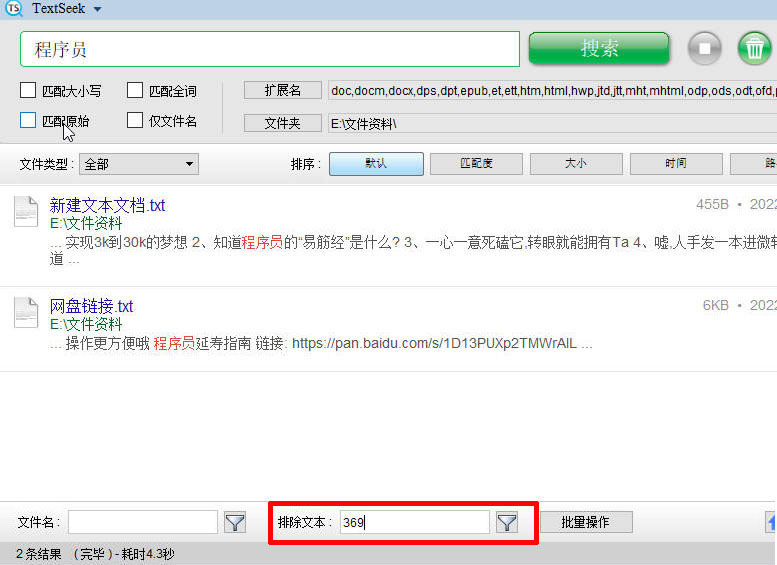 TextSeek
程序员 搜索
匹配大小写 匹配全词 扩展名 doc,docm,docx,dps,dpt,epub,et,ett,htm,html,hwp,jtd,jtt,mht,mhtml,odp,ods,odt,ofd,
匹配原始 仅文件名 文件夹 E:\文件资料\
文件类型: 全部 排序: 默认 匹配度 大小 时间 路
新建文本文档.txt 455B • 2022
E:\文件资料
... 实现3k到30k的梦想 2、知道程序员的“易筋经”是什么? 3、一心一意死磕它,转眼就能拥有Ta 4、嘘,人手发一本进微软
道 ...
网盘链接.txt 6KB • 2022
E:\文件资料
... 操作更方便哦 程序员延寿指南 链接: https://pan.baidu.com/s/1D13PUXp2TMWrAlL ...
文件名: 排除文本: 369 批量操作
2 条结果 (完毕) - 耗时4.3秒